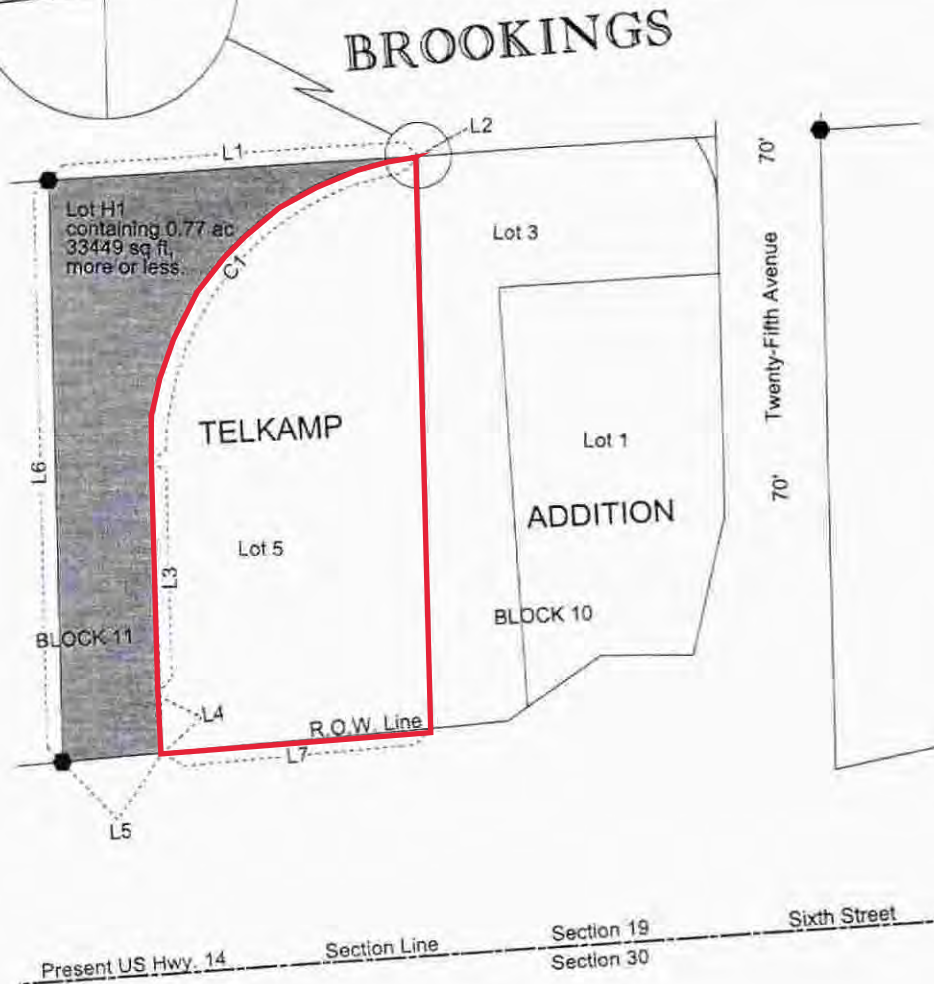 BROOKINGS
L2
L1
70'
Lot H1
containing 0.77 ac
33449 sq ft,
more or less.
C1
Lot 3
Twenty-Fifth Avenue
TELKAMP
Lot 1
L6
70'
ADDITION
Lot 5
L3
BLOCK 11
BLOCK 10
L4
R.O.W. Line
L7
L5
Present US Hwy. 14
Section Line
Section 19
Sixth Street
Section 30